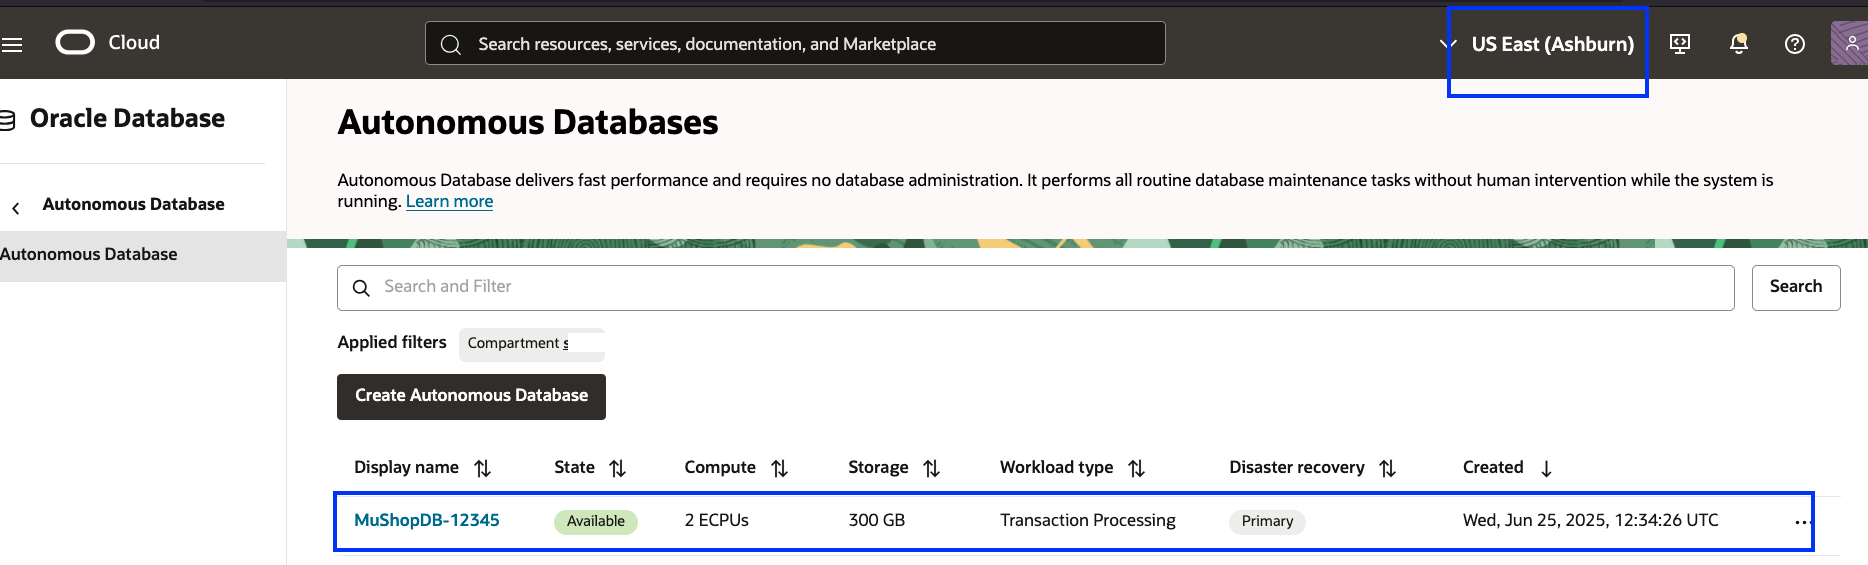 Cloud
Search resources, services, documentation, and Marketplace
US East (Ashburn)
Oracle Database
Autonomous Database
Autonomous Database
Autonomous Databases
Autonomous Database delivers fast performance and requires no database administration. It performs all routine database maintenance tasks without human intervention while the system is
running. Learn more
Search and Filter
Search
Applied filters
Compartment s
Create Autonomous Database
Display name State Compute Storage Workload type Disaster recovery Created
MuShopDB-12345 Available 2 ECPUs 300 GB Transaction Processing Primary Wed, Jun 25, 2025, 12:34:26 UTC